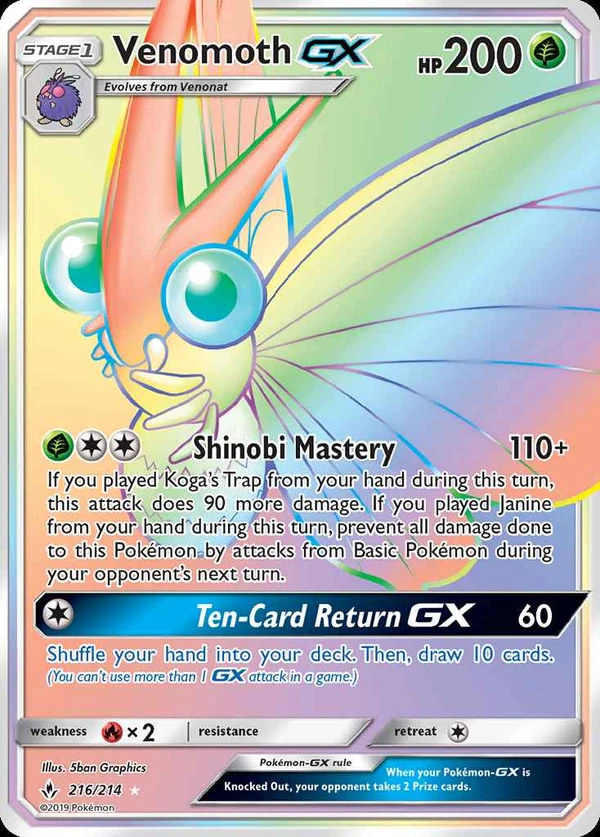 STAGE 1 Venomoth GX HP 200
Evolves from Venonat
Shinobi Mastery 110+
If you played Koga's Trap from your hand during this turn,
this attack does 90 more damage. If you played Janine
from your hand during this turn, prevent all damage done
to this Pokémon by attacks from Basic Pokémon during
your opponent's next turn.
Ten-Card Return GX 60
Shuffle your hand into your deck. Then, draw 10 cards.
(You can't use more than 1 GX attack in a game.)
weakness ×2 resistance retreat
Illus. 5ban Graphics
Pokémon-GX rule
When your Pokémon-GX is
Knocked Out, your opponent takes 2 Prize cards.
216/214
©2019 Pokémon